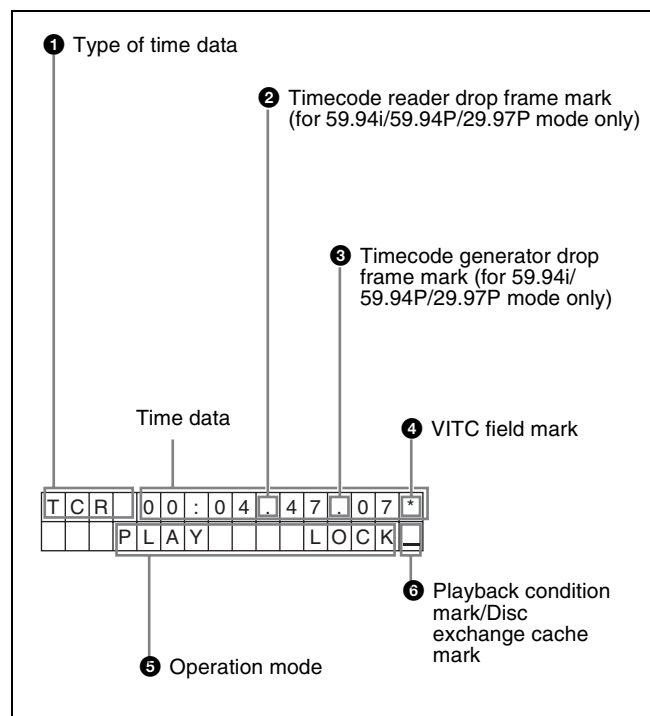 ❶ Type of time data
❷ Timecode reader drop frame mark
(for 59.94i/59.94P/29.97P mode only)
❸ Timecode generator drop
frame mark (for 59.94i/
59.94P/29.97P mode only)
Time data
❹ VITC field mark
TCR 00:04.47.07*
PLAY LOCK_
❻ Playback condition
mark/Disc
exchange cache
mark
❺ Operation mode